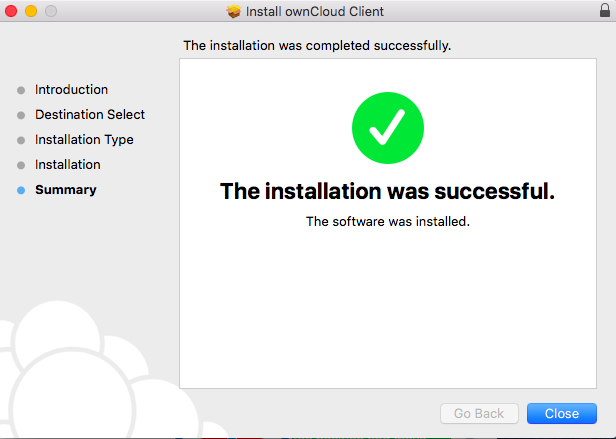 Install ownCloud Client
The installation was completed successfully.
Introduction
Destination Select
Installation Type
Installation
Summary
The installation was successful.
The software was installed.
Go Back
Close